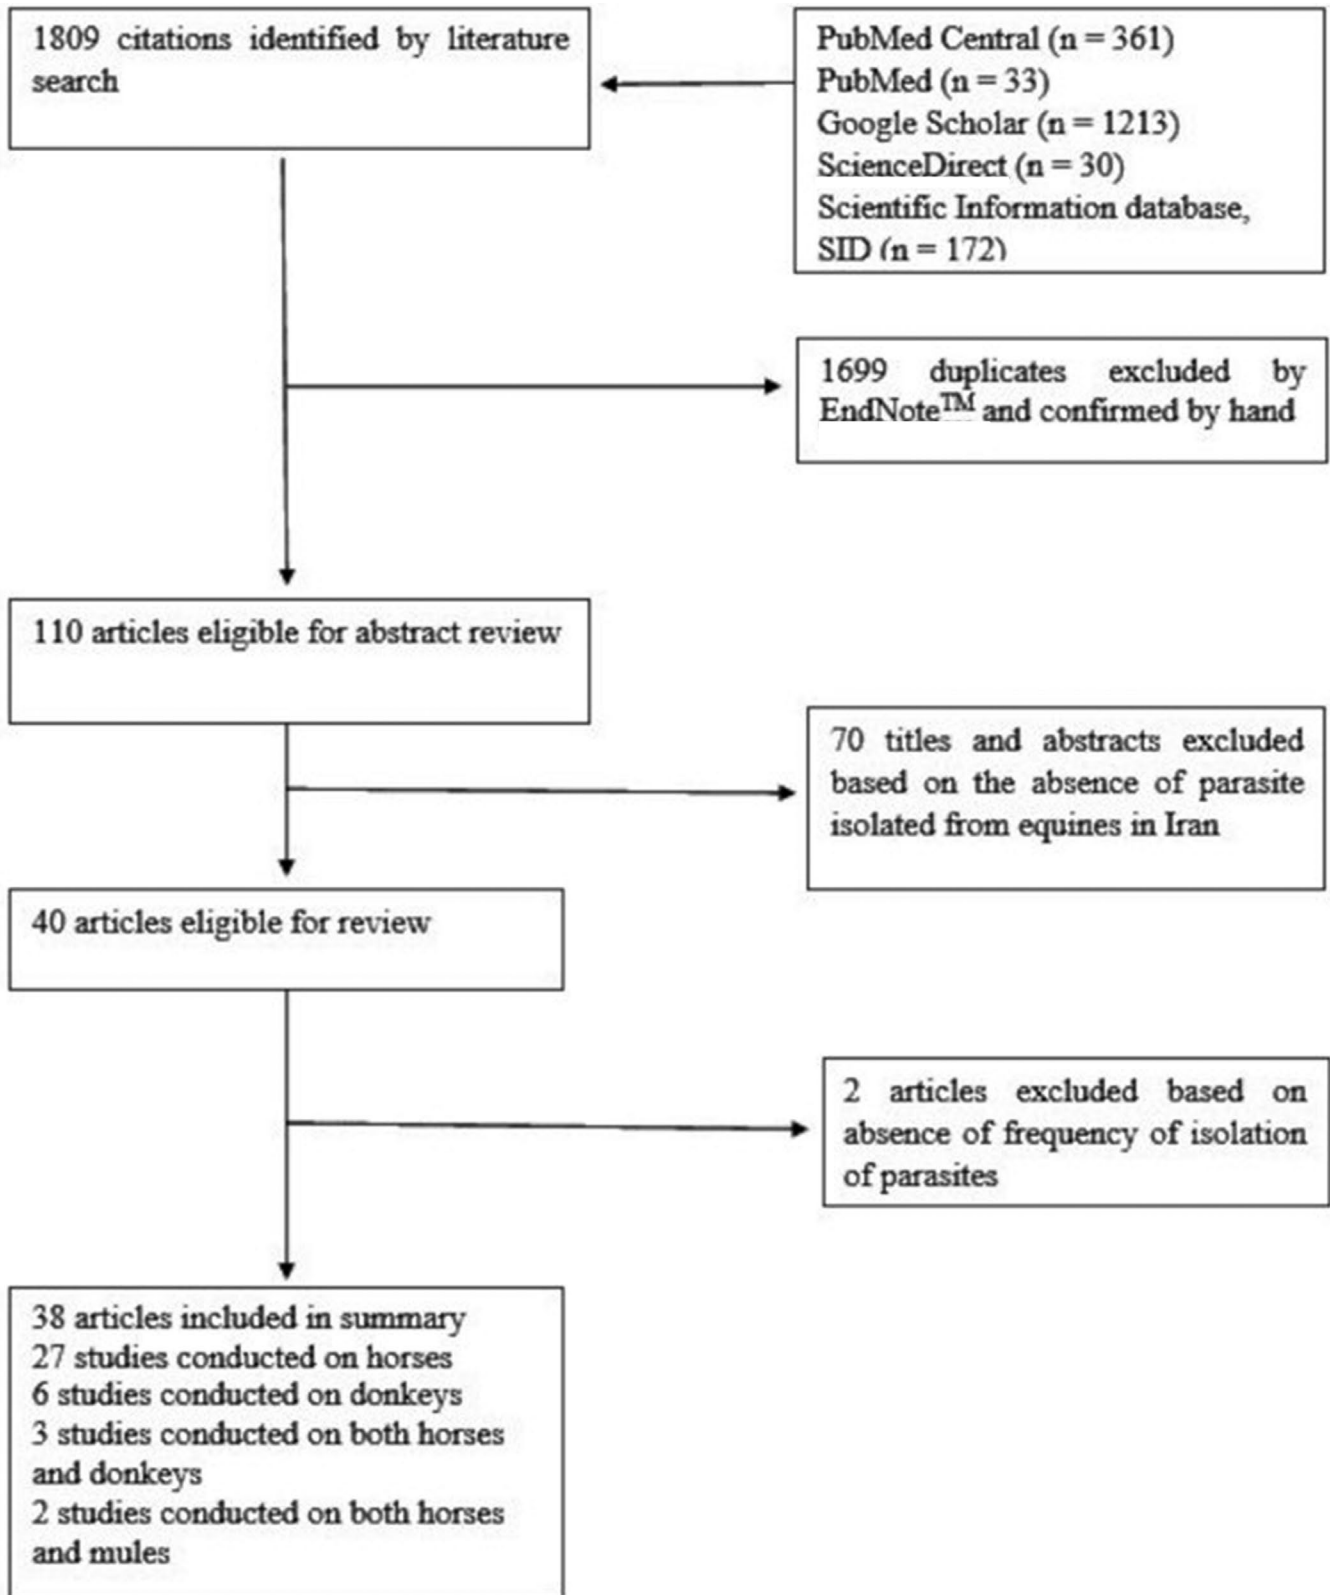 1809 citations identified by literature
search
PubMed Central (n = 361)
PubMed (n = 33)
Google Scholar (n = 1213)
ScienceDirect (n = 30)
Scientific Information database,
SID (n = 172)
1699 duplicates excluded by
EndNote™ and confirmed by hand
110 articles eligible for abstract review
70 titles and abstracts excluded
based on the absence of parasite
isolated from equines in Iran
40 articles eligible for review
2 articles excluded based on
absence of frequency of isolation
of parasites
38 articles included in summary
27 studies conducted on horses
6 studies conducted on donkeys
3 studies conducted on both horses
and donkeys
2 studies conducted on both horses
and mules